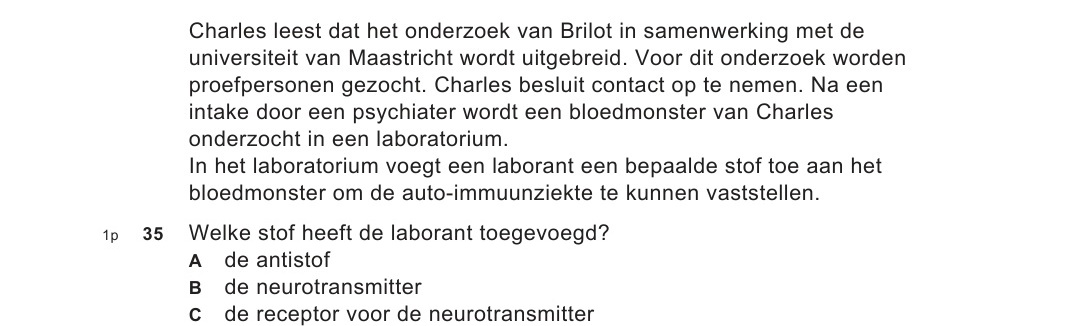 Charles leest dat het onderzoek van Brilot in samenwerking met de
universiteit van Maastricht wordt uitgebreid. Voor dit onderzoek worden
proefpersonen gezocht. Charles besluit contact op te nemen. Na een
intake door een psychiater wordt een bloedmonster van Charles
onderzocht in een laboratorium.
In het laboratorium voegt een laborant een bepaalde stof toe aan het
bloedmonster om de auto-immuunziekte te kunnen vaststellen.
1p 35 Welke stof heeft de laborant toegevoegd?
A de antistof
B de neurotransmitter
C de receptor voor de neurotransmitter